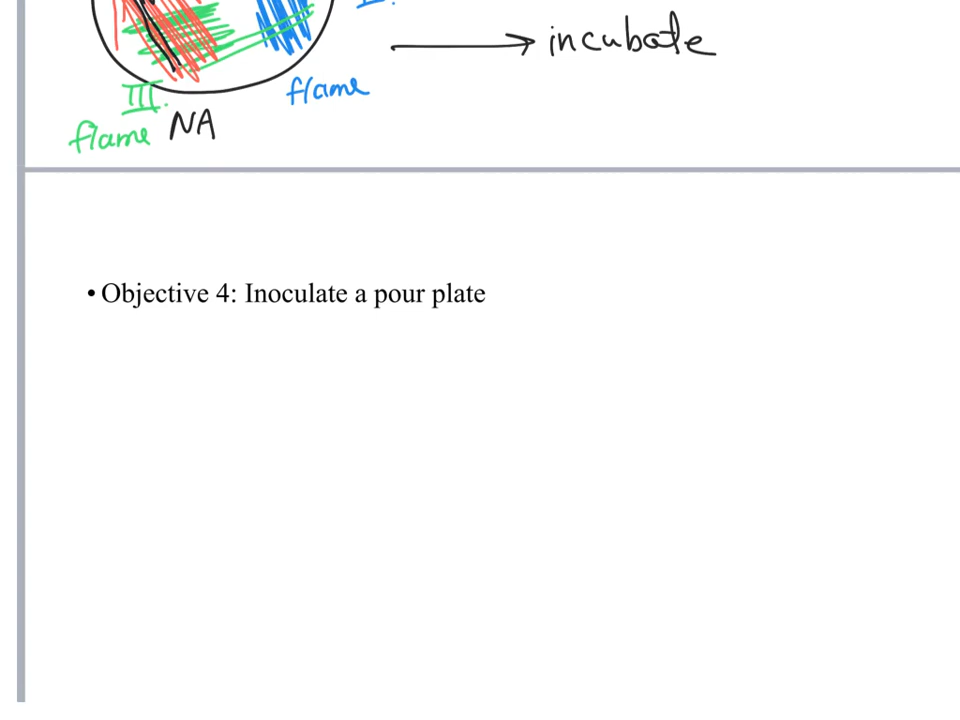 incubate
flame
III.
flame NA
• Objective 4: Inoculate a pour plate